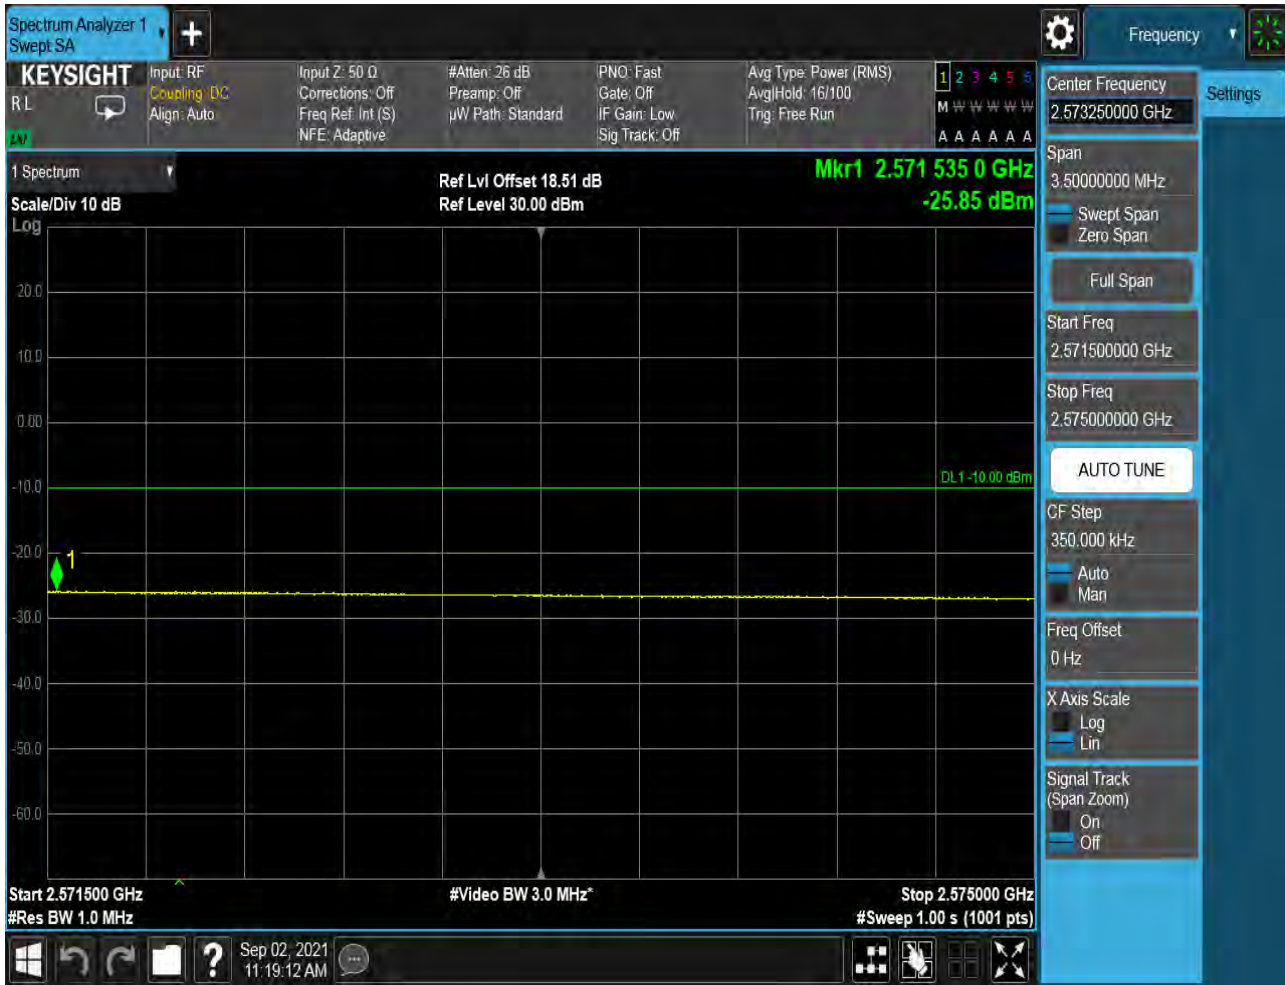 Spectrum Analyzer 1
Swept SA
+
Frequency
KEYSIGHT
R L
LNI
Input: RF
Coupling: DC
Align: Auto
Input Z: 50 Ω
Corrections: Off
Freq Ref: Int (S)
NFE: Adaptive
#Atten: 26 dB
Preamp: Off
µW Path: Standard
PNO: Fast
Gate: Off
IF Gain: Low
Sig Track: Off
Avg Type: Power (RMS)
Avg|Hold: 16/100
Trig: Free Run
1 2 3 4 5 6
M W W W W W
A A A A A A
1 Spectrum
Scale/Div 10 dB
Log
Ref Lvl Offset 18.51 dB
Ref Level 30.00 dBm
Mkr1 2.571 535 0 GHz
-25.85 dBm
20.0
10.0
0.00
-10.0
-20.0
-30.0
-40.0
-50.0
-60.0
DL1 -10.00 dBm
1
Start 2.571500 GHz
#Res BW 1.0 MHz
#Video BW 3.0 MHz*
Stop 2.575000 GHz
#Sweep 1.00 s (1001 pts)
?
Sep 02, 2021
11:19:12 AM
Center Frequency
2.573250000 GHz
Settings
Span
3.50000000 MHz
Swept Span
Zero Span
Full Span
Start Freq
2.571500000 GHz
Stop Freq
2.575000000 GHz
AUTO TUNE
CF Step
350.000 kHz
Auto
Man
Freq Offset
0 Hz
X Axis Scale
Log
Lin
Signal Track
(Span Zoom)
On
Off